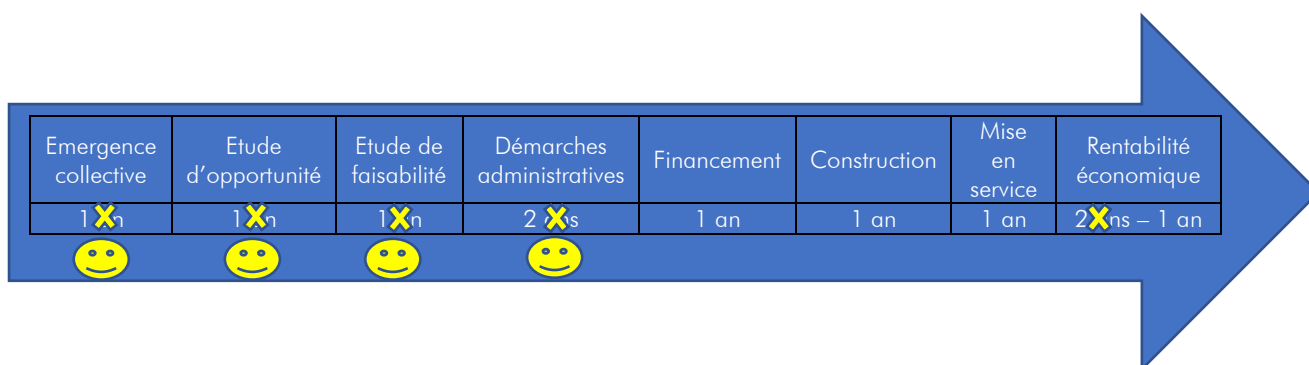 Emergence
collective
Etude
d'opportunité
Etude de
faisabilité
Démarches
administratives
Financement
Construction
Mise
en
service
Rentabilité
économique
1 an
1 an
1 an
2 ans
1 an
1 an
1 an
2 ans – 1 an